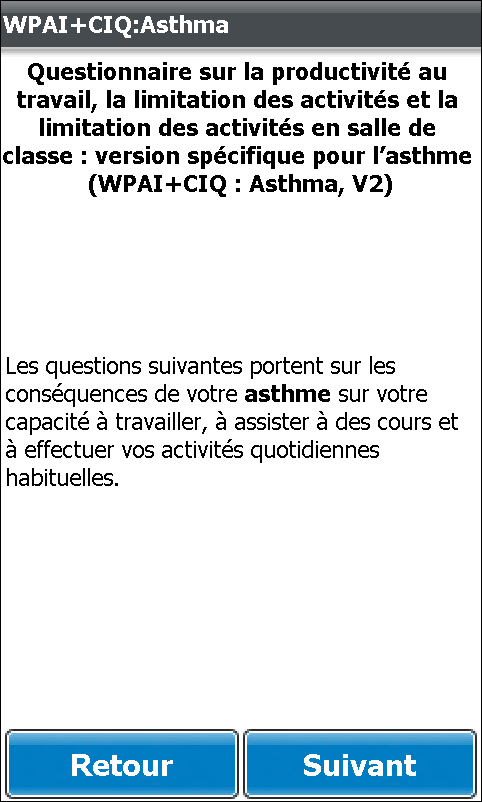 WPAI+CIQ:Asthma
Questionnaire sur la productivité au
travail, la limitation des activités et la
limitation des activités en salle de
classe : version spécifique pour l’asthme
(WPAI+CIQ : Asthma, V2)
Les questions suivantes portent sur les
conséquences de votre asthme sur votre
capacité à travailler, à assister à des cours et
à effectuer vos activités quotidiennes
habituelles.
Retour
Suivant